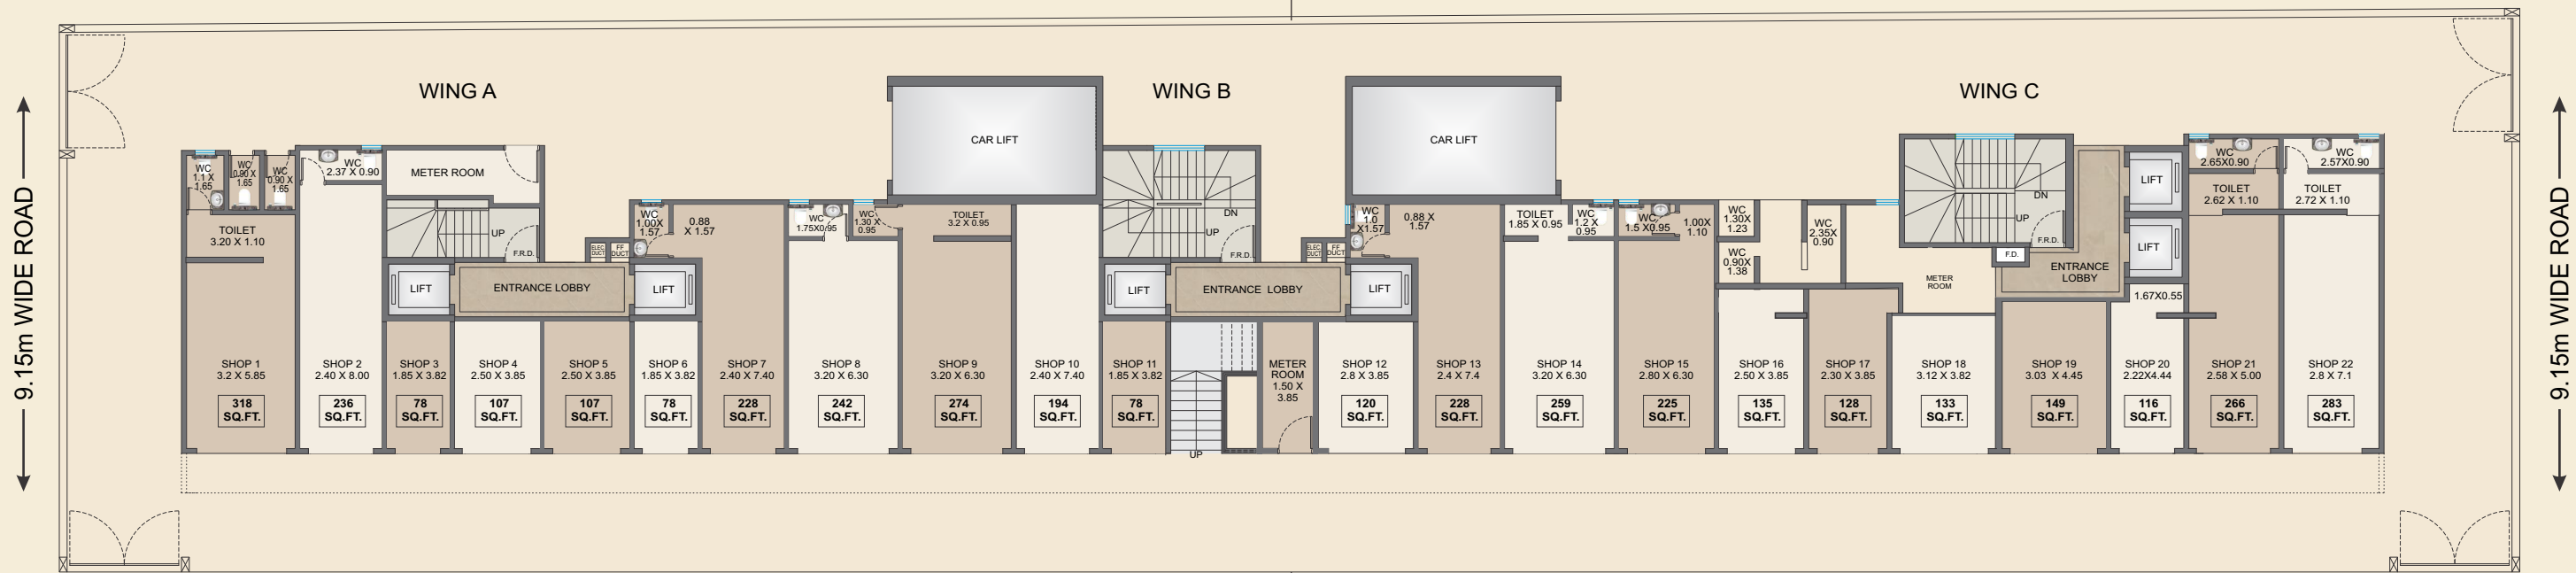 WING A
WING B
WING C
9.15m WIDE ROAD
9.15m WIDE ROAD
CAR LIFT
CAR LIFT
WC
1.1 X
1.65
WC
0.90 X
1.65
WC
0.90 X
1.65
WC
2.37 X 0.90
METER ROOM
TOILET
3.20 X 1.10
UP
F.R.D.
LIFT
ENTRANCE LOBBY
LIFT
ELEC.
DUCT
FF
DUCT
WC
1.00X
1.57
0.88
X 1.57
WC
1.75X0.95
WC
1.30 X
0.95
TOILET
3.2 X 0.95
DN
UP
F.R.D.
LIFT
ENTRANCE LOBBY
LIFT
ELEC.
DUCT
FF
DUCT
WC
1.0
X1.57
0.88 X
1.57
TOILET
1.85 X 0.95
WC
1.2 X
0.95
WC
1.5 X0.95
1.00X
1.10
WC
1.30X
1.23
WC
0.90X
1.38
WC
2.35X
0.90
METER
ROOM
DN
UP
F.R.D.
F.D.
ENTRANCE
LOBBY
LIFT
LIFT
1.67X0.55
WC
2.65X0.90
TOILET
2.62 X 1.10
WC
2.57X0.90
TOILET
2.72 X 1.10
SHOP 1
3.2 X 5.85
318
SQ.FT.
SHOP 2
2.40 X 8.00
236
SQ.FT.
SHOP 3
1.85 X 3.82
78
SQ.FT.
SHOP 4
2.50 X 3.85
107
SQ.FT.
SHOP 5
2.50 X 3.85
107
SQ.FT.
SHOP 6
1.85 X 3.82
78
SQ.FT.
SHOP 7
2.40 X 7.40
228
SQ.FT.
SHOP 8
3.20 X 6.30
242
SQ.FT.
SHOP 9
3.20 X 6.30
274
SQ.FT.
SHOP 10
2.40 X 7.40
194
SQ.FT.
SHOP 11
1.85 X 3.82
78
SQ.FT.
UP
METER
ROOM
1.50 X
3.85
SHOP 12
2.8 X 3.85
120
SQ.FT.
SHOP 13
2.4 X 7.4
228
SQ.FT.
SHOP 14
3.20 X 6.30
259
SQ.FT.
SHOP 15
2.80 X 6.30
225
SQ.FT.
SHOP 16
2.50 X 3.85
135
SQ.FT.
SHOP 17
2.30 X 3.85
128
SQ.FT.
SHOP 18
3.12 X 3.82
133
SQ.FT.
SHOP 19
3.03 X 4.45
149
SQ.FT.
SHOP 20
2.22X4.44
116
SQ.FT.
SHOP 21
2.58 X 5.00
266
SQ.FT.
SHOP 22
2.8 X 7.1
283
SQ.FT.